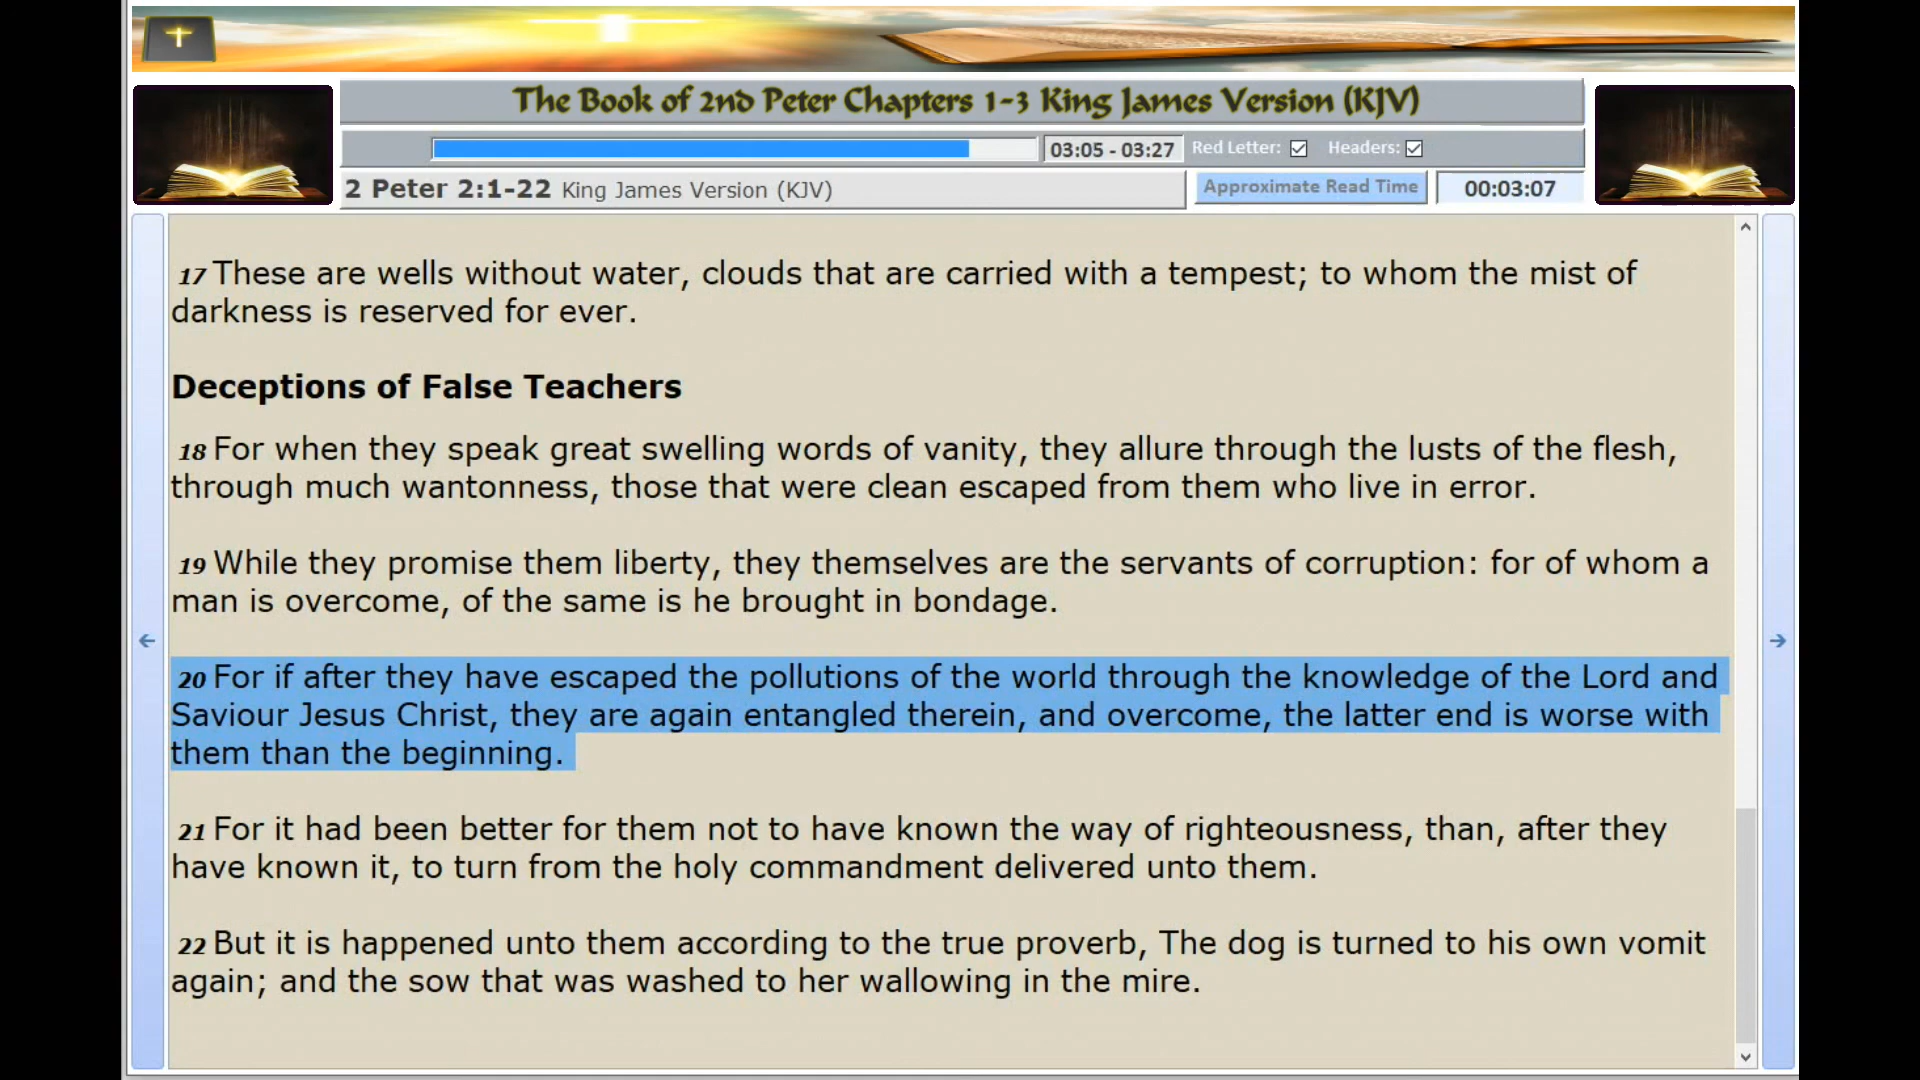 The Book of 2nd Peter Chapters 1-3 King James Version (KJV)
03:05 - 03:27 Red Letter: Headers:
2 Peter 2:1-22 King James Version (KJV) Approximate Read Time 00:03:07
17 These are wells without water, clouds that are carried with a tempest; to whom the mist of
darkness is reserved for ever.
Deceptions of False Teachers
18 For when they speak great swelling words of vanity, they allure through the lusts of the flesh,
through much wantonness, those that were clean escaped from them who live in error.
19 While they promise them liberty, they themselves are the servants of corruption: for of whom a
man is overcome, of the same is he brought in bondage.
20 For if after they have escaped the pollutions of the world through the knowledge of the Lord and
Saviour Jesus Christ, they are again entangled therein, and overcome, the latter end is worse with
them than the beginning.
21 For it had been better for them not to have known the way of righteousness, than, after they
have known it, to turn from the holy commandment delivered unto them.
22 But it is happened unto them according to the true proverb, The dog is turned to his own vomit
again; and the sow that was washed to her wallowing in the mire.